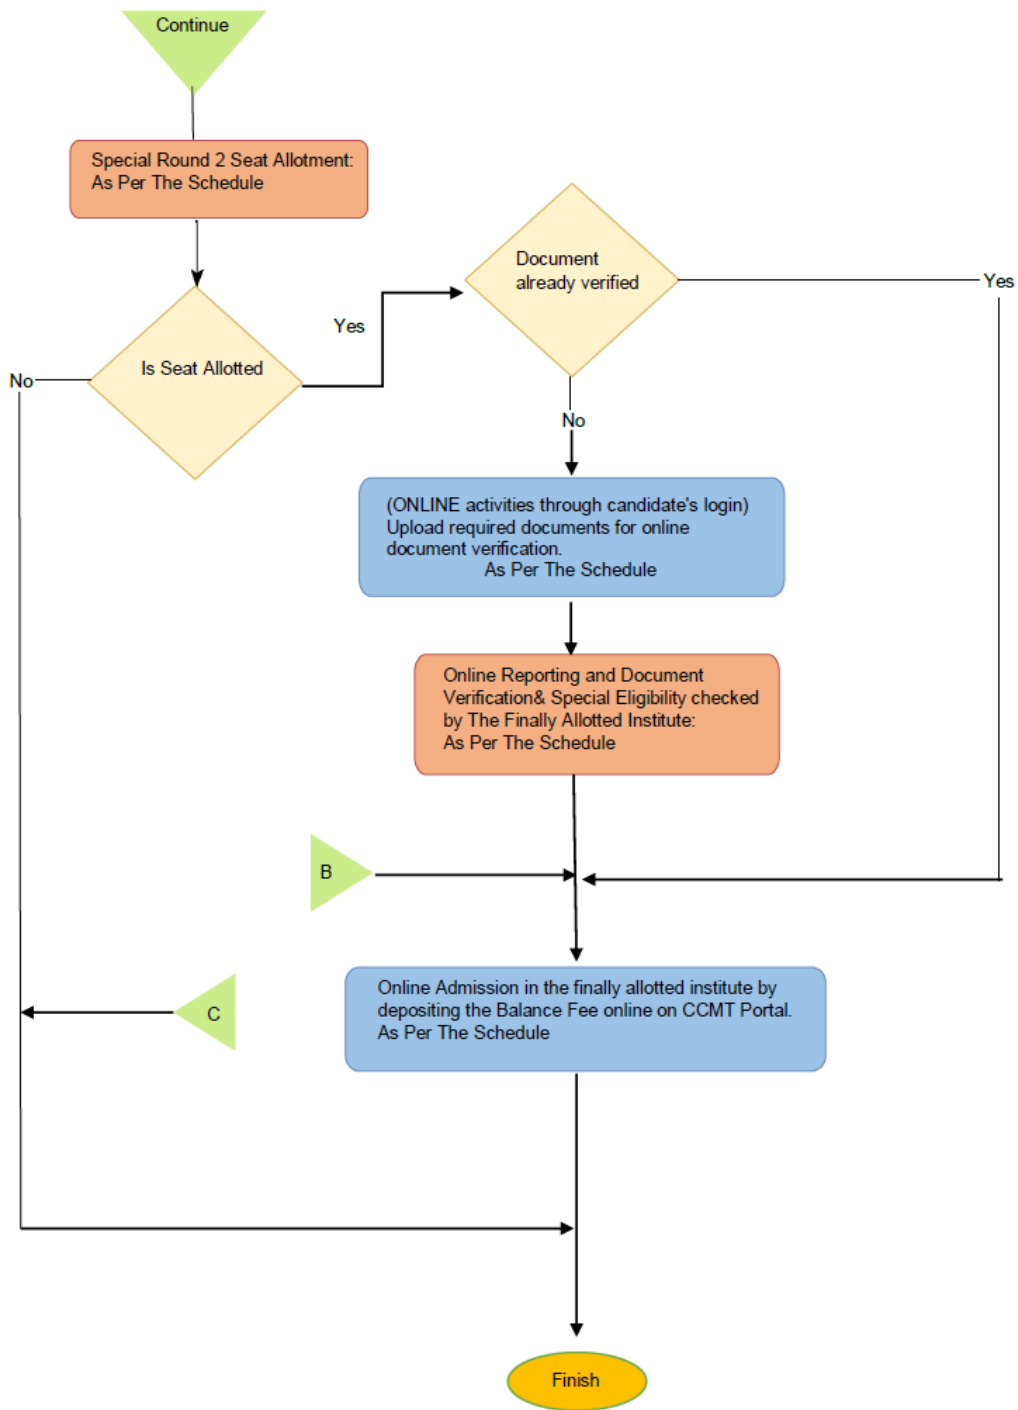 Continue
Special Round 2 Seat Allotment:
As Per The Schedule
Document
already verified
Yes
Yes
Is Seat Allotted
No
No
(ONLINE activities through candidate's login)
Upload required documents for online
document verification.
As Per The Schedule
Online Reporting and Document
Verification& Special Eligibility checked
by The Finally Allotted Institute:
As Per The Schedule
B
Online Admission in the finally allotted institute by
depositing the Balance Fee online on CCMT Portal.
As Per The Schedule
C
Finish